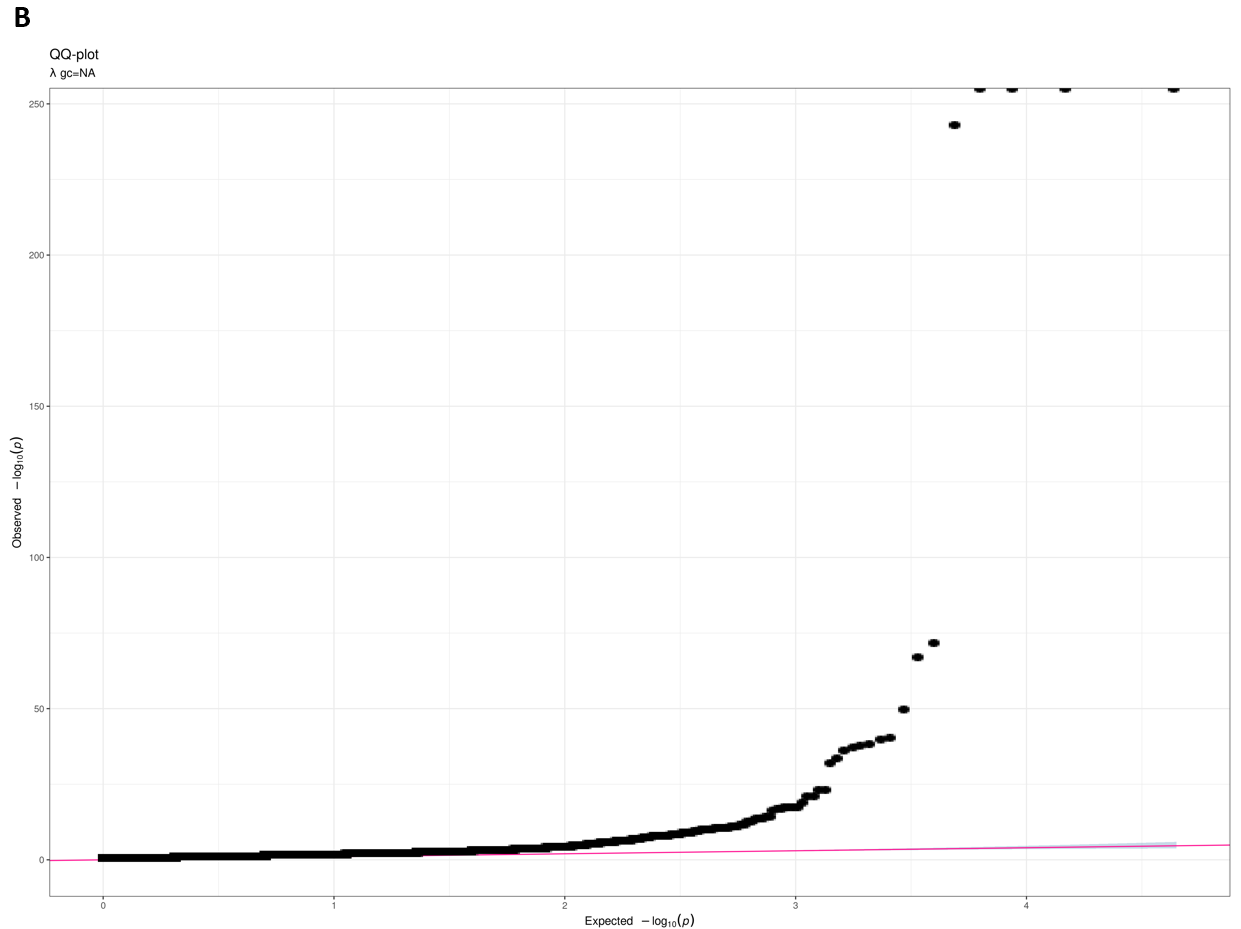 B
QQ-plot
λ gc=NA
250
200
150
100
50
0
Observed −log10(p)
0 1 2 3 4
Expected −log10(p)